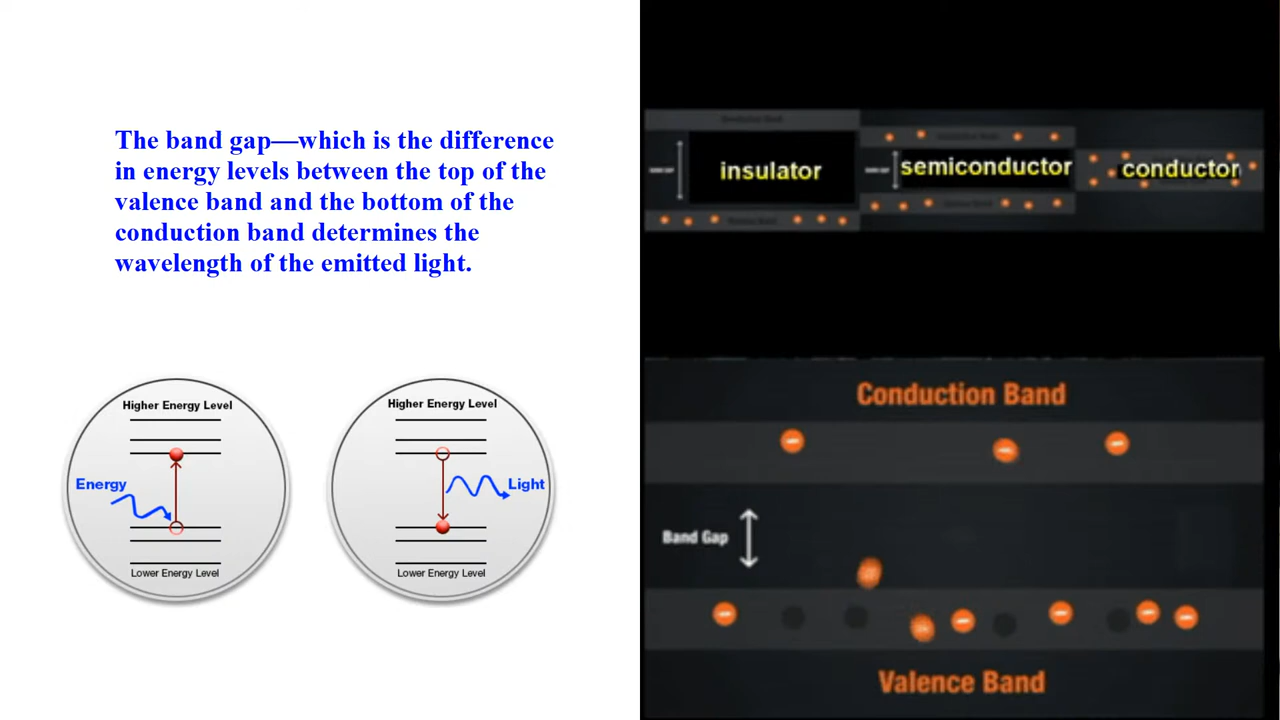 The band gap—which is the difference
in energy levels between the top of the
valence band and the bottom of the
conduction band determines the
wavelength of the emitted light.
Higher Energy Level
Energy
Lower Energy Level
Higher Energy Level
Light
Lower Energy Level
insulator
semiconductor
conductor
Conduction Band
Band Gap
Valence Band